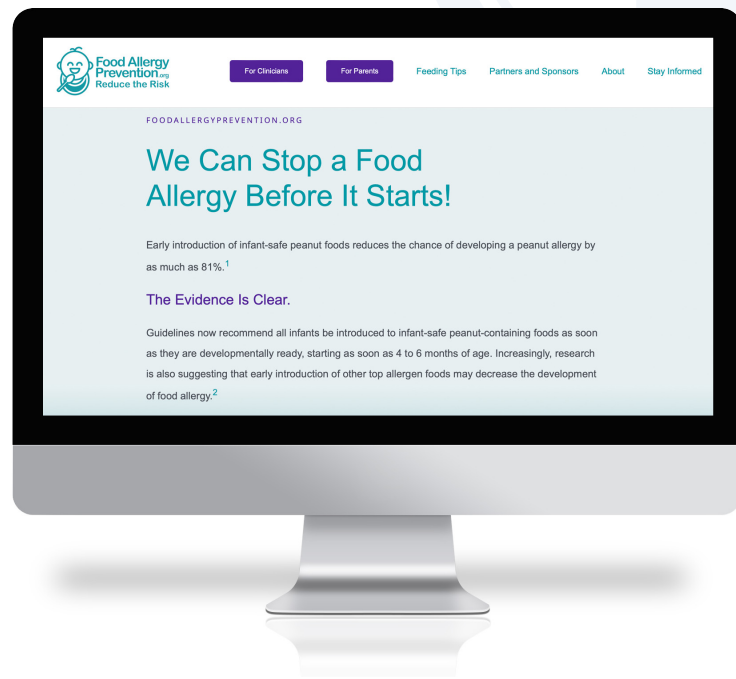 Food Allergy
Prevention.org
Reduce the Risk
For Clinicians
For Parents
Feeding Tips
Partners and Sponsors
About
Stay Informed
FOODALLERGYPREVENTION.ORG
We Can Stop a Food
Allergy Before It Starts!
Early introduction of infant-safe peanut foods reduces the chance of developing a peanut allergy by
as much as 81%.1
The Evidence Is Clear.
Guidelines now recommend all infants be introduced to infant-safe peanut-containing foods as soon
as they are developmentally ready, starting as soon as 4 to 6 months of age. Increasingly, research
is also suggesting that early introduction of other top allergen foods may decrease the development
of food allergy.2